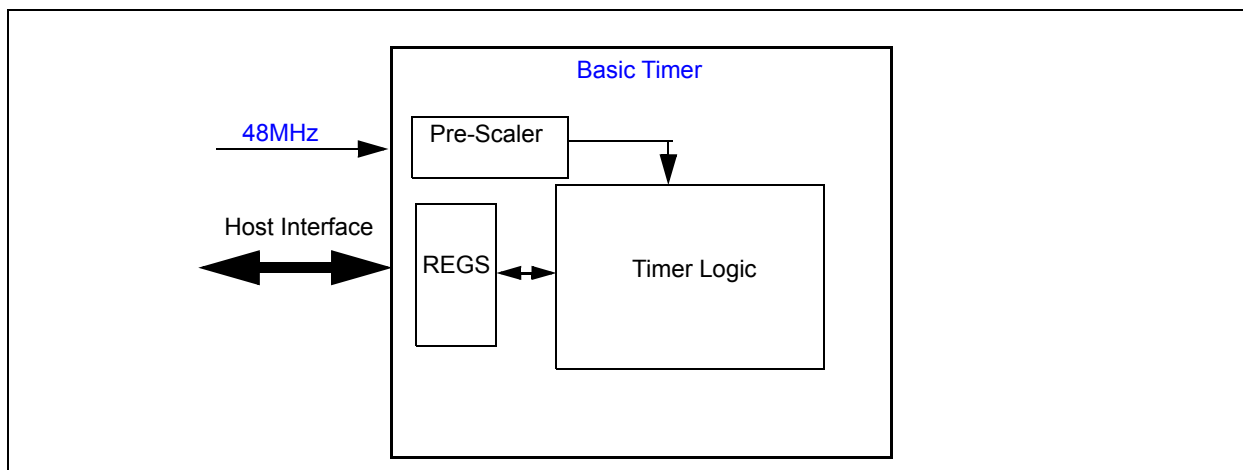 Basic Timer
48MHz
Pre-Scaler
Host Interface
REGS
Timer Logic